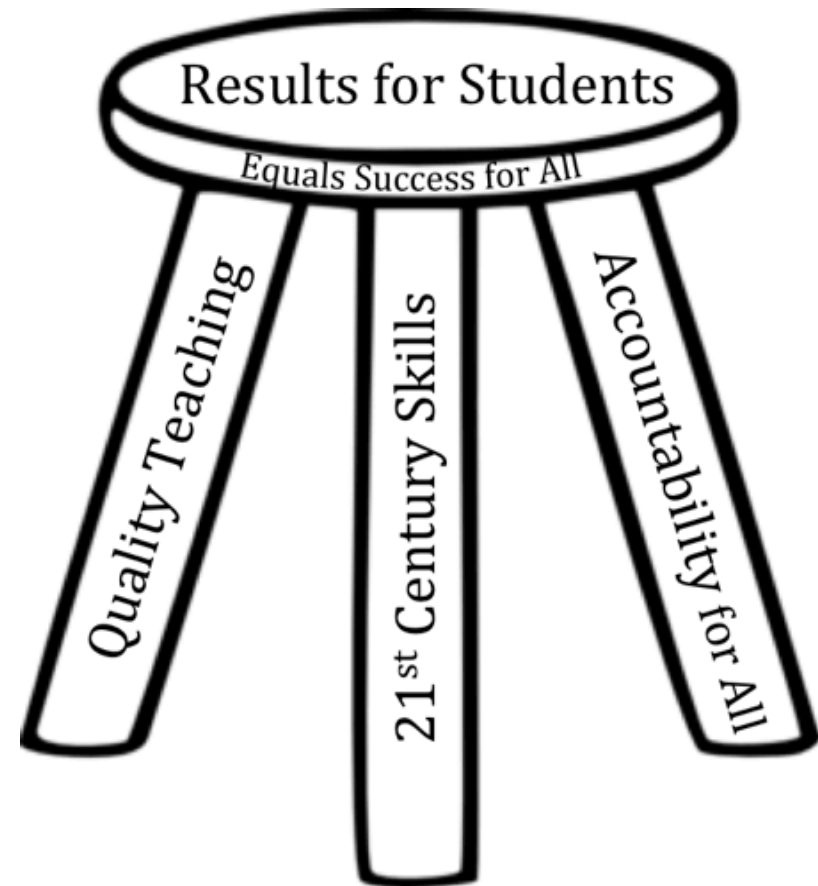 Results for Students
Equals Success for All
Quality Teaching
21st Century Skills
Accountability for All